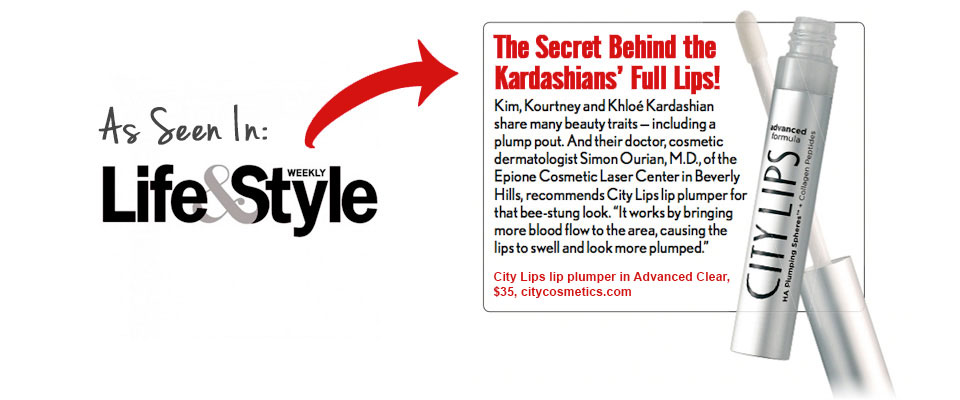 As Seen In:
Life&Style
WEEKLY
The Secret Behind the
Kardashians' Full Lips!
Kim, Kourtney and Khloé Kardashian
share many beauty traits — including a
plump pout. And their doctor, cosmetic
dermatologist Simon Ourian, M.D., of the
Epione Cosmetic Laser Center in Beverly
Hills, recommends City Lips lip plumper for
that bee-stung look. “It works by bringing
more blood flow to the area, causing the
lips to swell and look more plumped.”
City Lips lip plumper in Advanced Clear,
$35, citycosmetics.com
advanced
formula
CITY LIPS
HA Plumping Spheres™ + Collagen Peptides